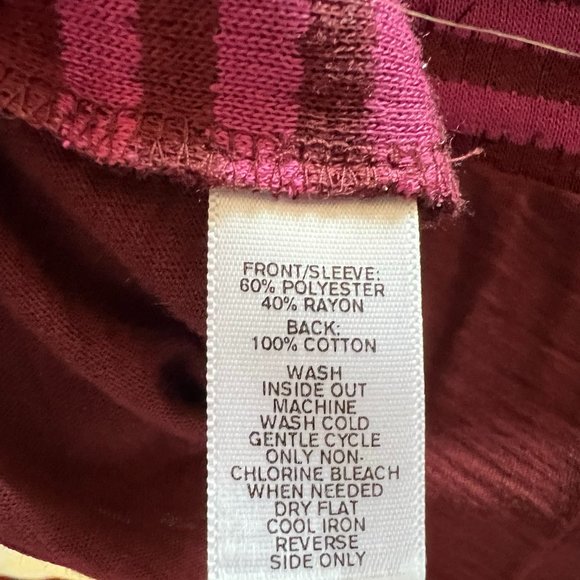 FRONT/SLEEVE:
60% POLYESTER
40% RAYON
BACK:
100% COTTON
WASH
INSIDE OUT
MACHINE
WASH COLD
GENTLE CYCLE
ONLY NON-
CHLORINE BLEACH
WHEN NEEDED
DRY FLAT
COOL IRON
REVERSE
SIDE ONLY